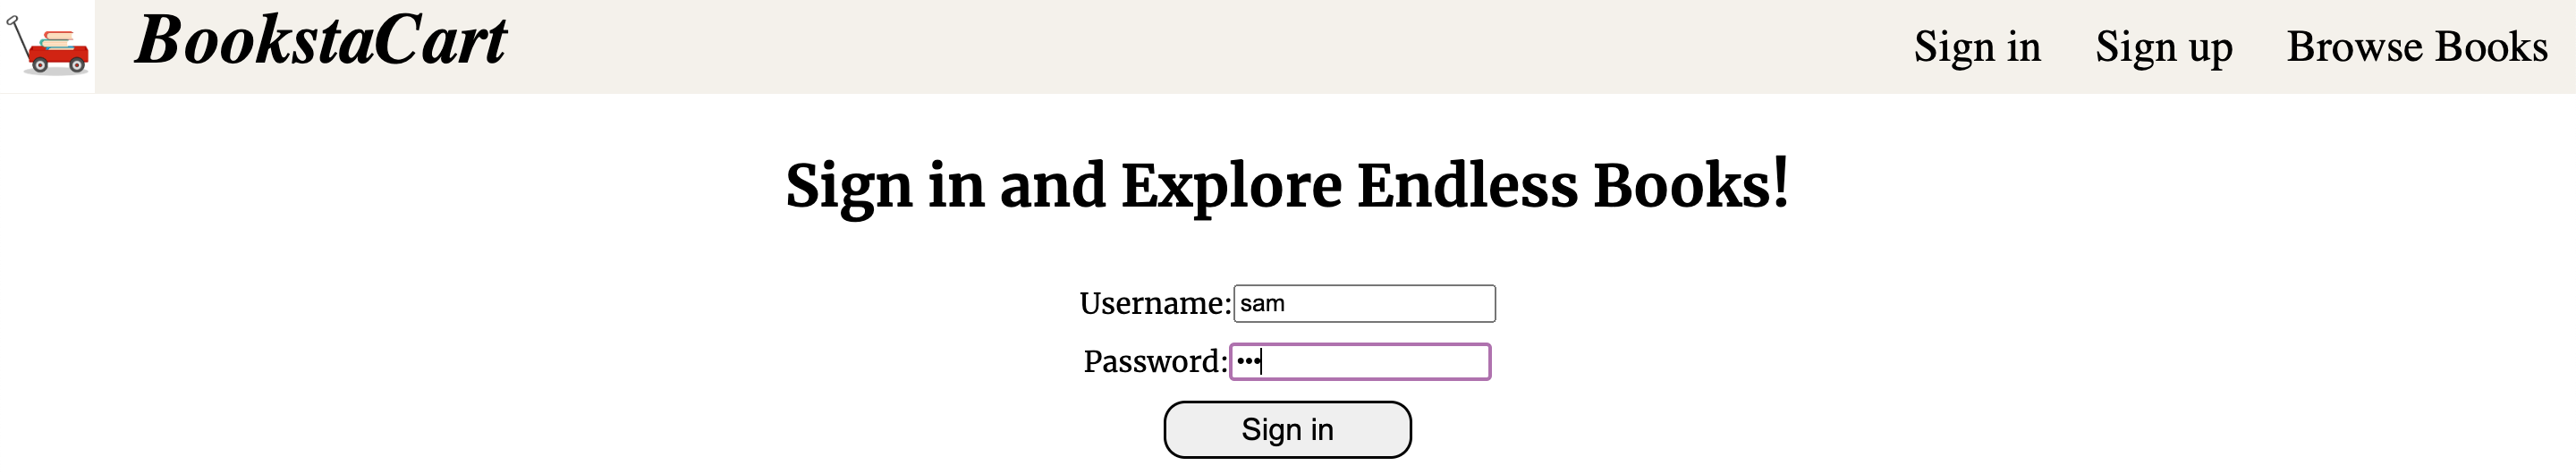 BookstaCart Sign in Sign up Browse Books
Sign in and Explore Endless Books!
Username: sam
Password: •••
Sign in